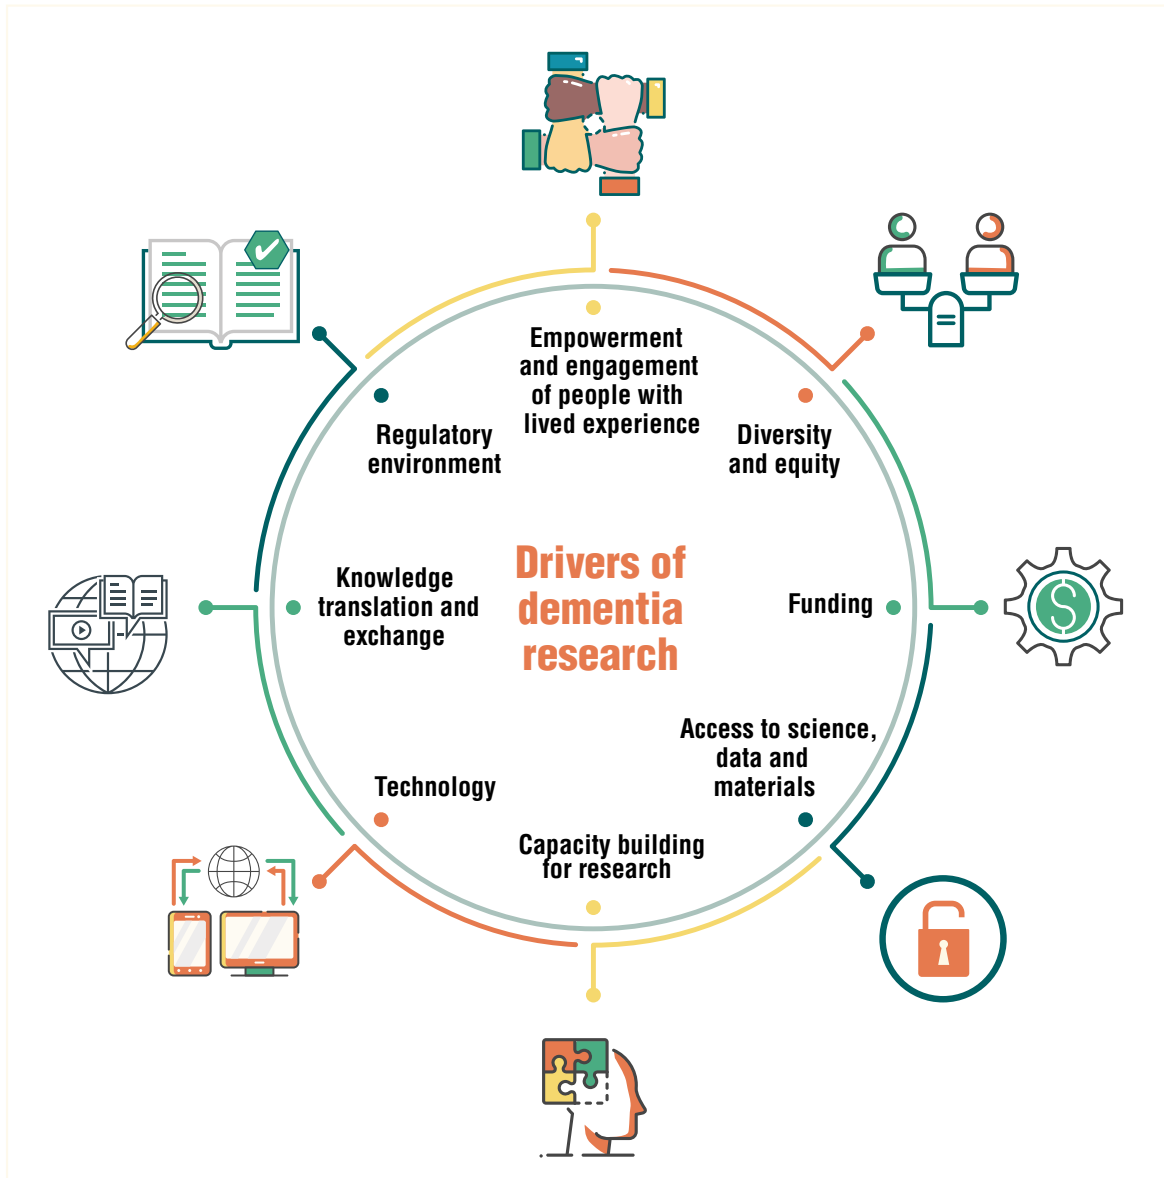 Empowerment
and engagement
of people with
lived experience
Diversity
and equity
Funding
Access to science,
data and
materials
Capacity building
for research
Technology
Knowledge
translation and
exchange
Regulatory
environment
Drivers of
dementia
research